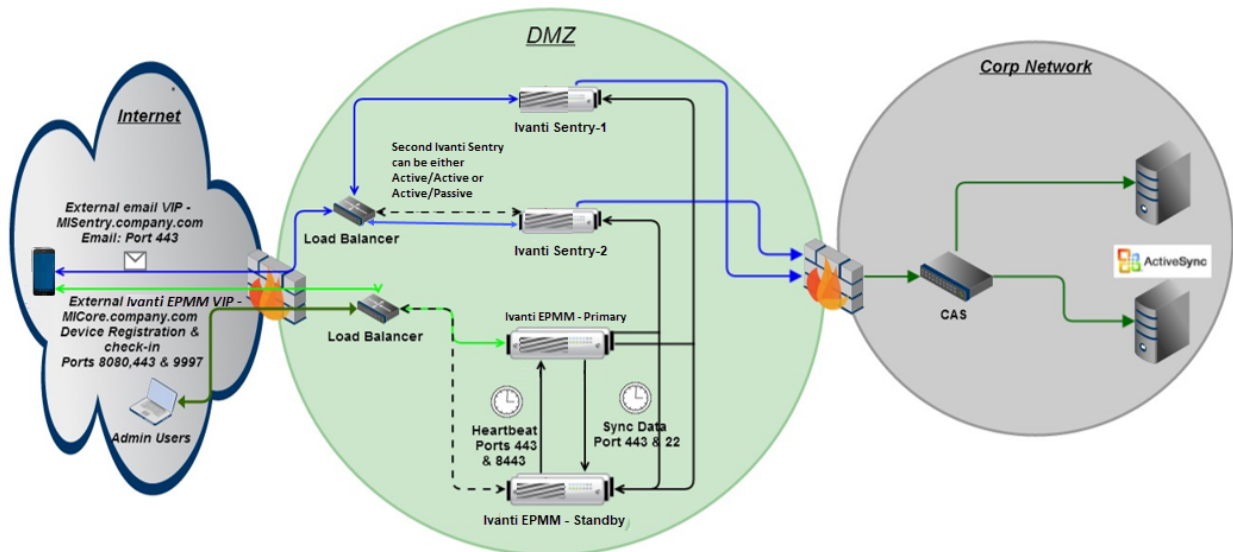 DMZ
Corp Network
Internet
Ivanti Sentry-1
Second Ivanti Sentry
can be either
Active/Active or
Active/Passive
External email VIP -
MISentry.company.com
Email: Port 443
Load Balancer
Ivanti Sentry-2
ActiveSync
External Ivanti EPMM VIP -
MICore.company.com
Device Registration &
check-in
Ports 8080,443 & 9997
Load Balancer
Ivanti EPMM - Primary
CAS
Heartbeat
Ports 443
& 8443
Sync Data
Port 443 & 22
Admin Users
Ivanti EPMM - Standby